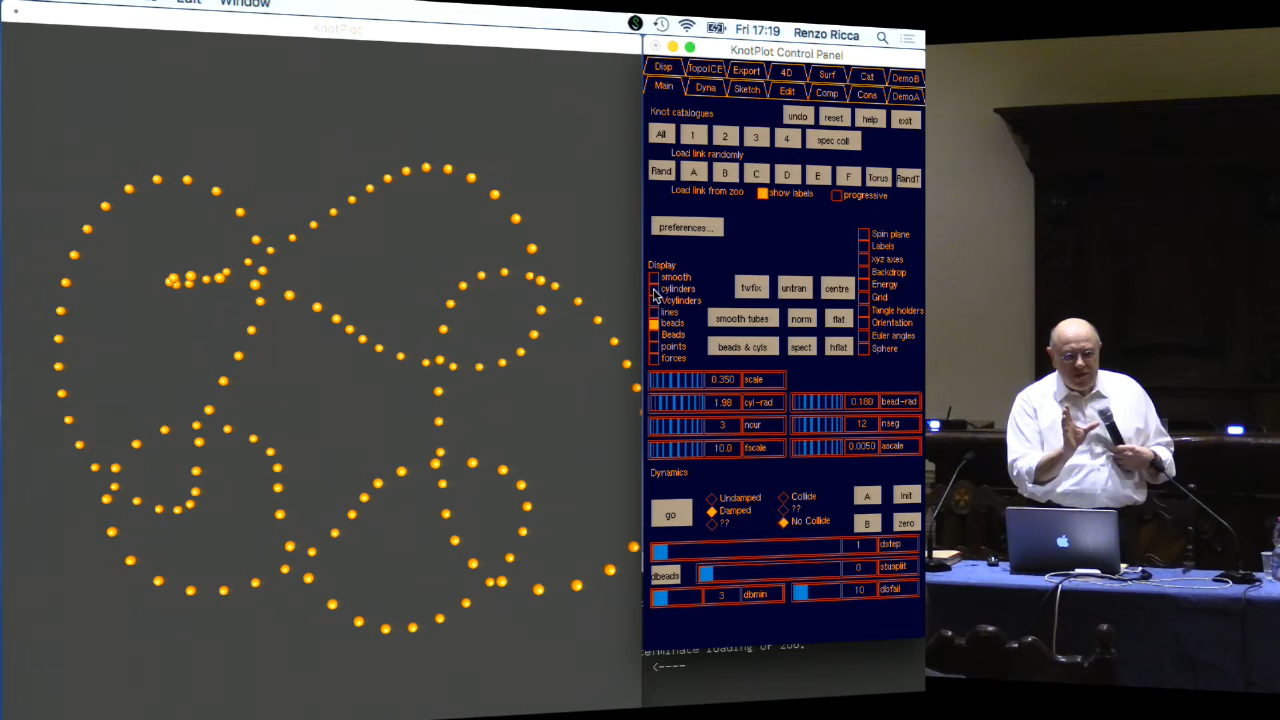 Edit Window
KnotPlot
Fri 17:19 Renzo Ricca
KnotPlot Control Panel
Disp TopoICE Export 4D Surf Cat DemoB
Main Dyna Sketch Edit Comp Cons DemoA
Knot catalogues undo reset help exit
All 1 2 3 4 spec coll
Load link randomly
Rand A B C D E F Torus RandT
Load link from zoo show labels progressive
preferences...
Spin plane
Labels
xyz axes
Backdrop
Energy
Grid
Tangle holders
Orientation
Euler angles
Sphere
Display
smooth
cylinders
Vcylinders
lines
beads
Beads
points
forces
twfix untran centre
smooth tubes norm flat
beads & cyls spect hflat
0.350 scale
1.98 cyl-rad 0.180 bead-rad
3 ncur 12 nseg
10.0 fscale 0.0050 ascale
Dynamics
go
Undamped Collide A Init
Damped ??
?? No Collide B zero
1 dstep
dbeads 0 stusplit
3 dbmin 10 dbfail
terminate loading of zoo.
<----